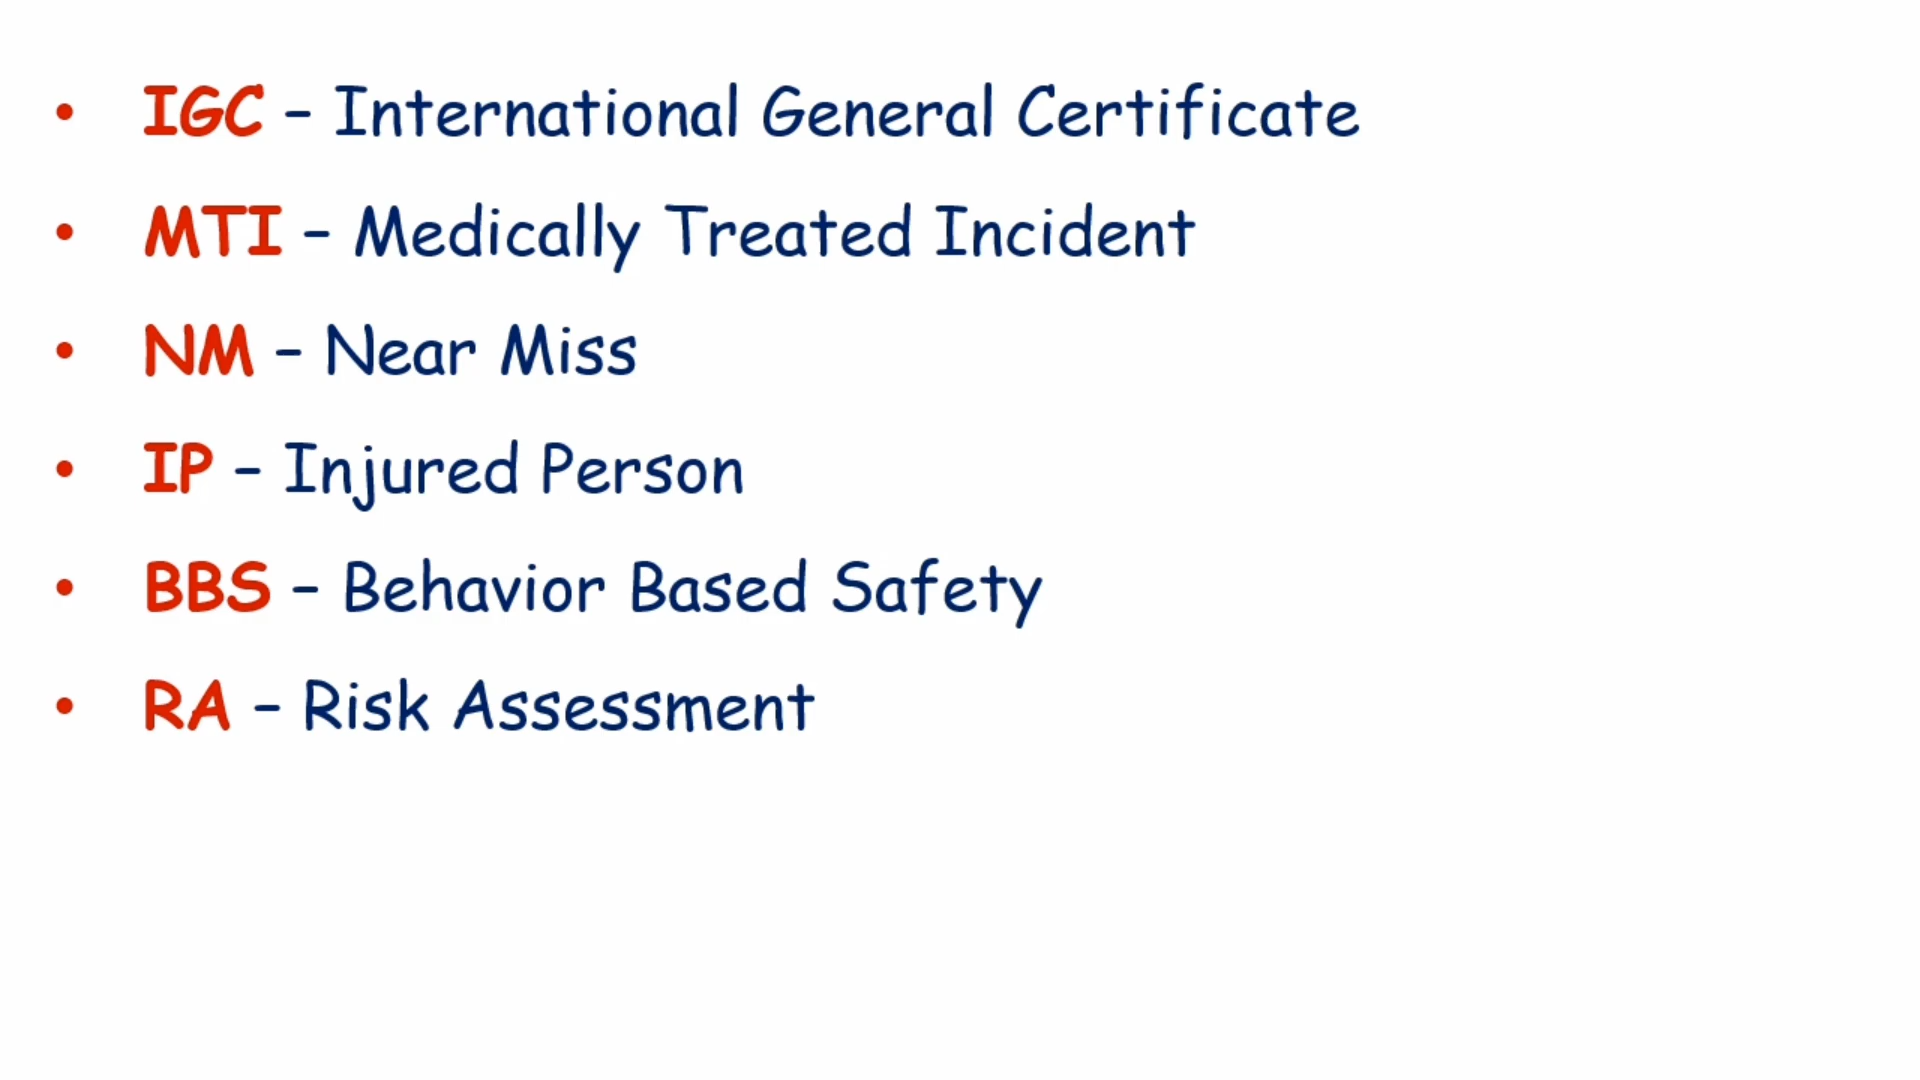 • IGC – International General Certificate
• MTI – Medically Treated Incident
• NM – Near Miss
• IP – Injured Person
• BBS – Behavior Based Safety
• RA – Risk Assessment